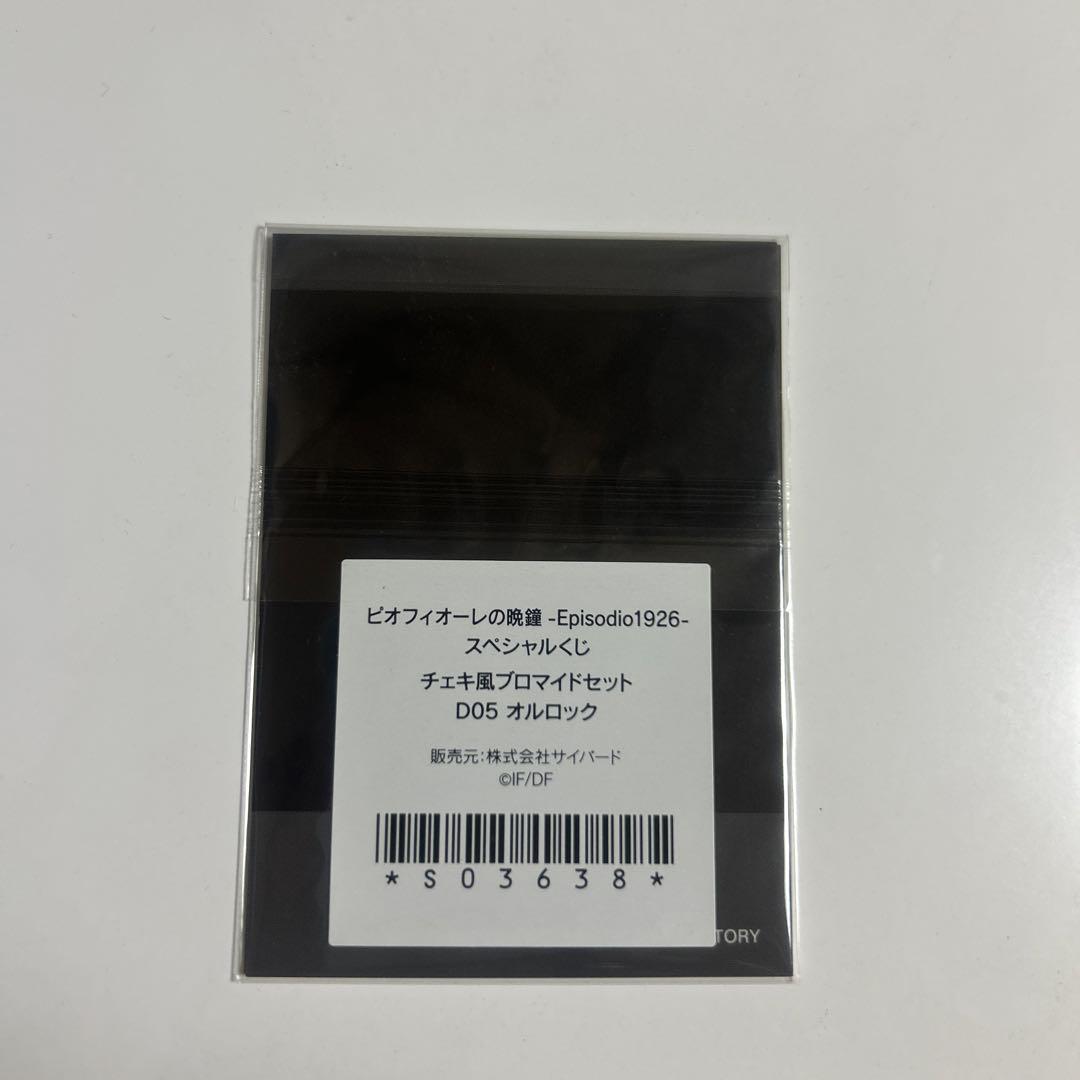 ピオフィオーレの晩鐘 -Episodio1926-
スペシャルくじ
チェキ風ブロマイドセット
D05 オルロック
販売元:株式会社サイバード
©IF/DF
*S03638*
TORY